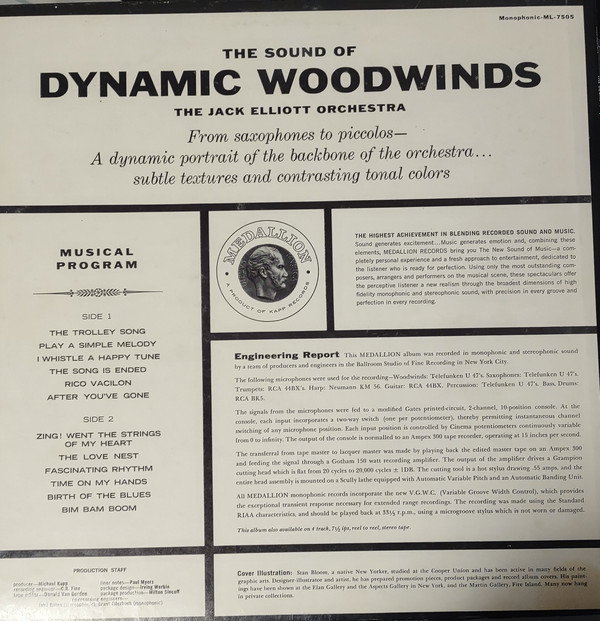 Monophonic-ML-7505
THE SOUND OF
DYNAMIC WOODWINDS
THE JACK ELLIOTT ORCHESTRA
From saxophones to piccolos—
A dynamic portrait of the backbone of the orchestra...
subtle textures and contrasting tonal colors
MUSICAL
PROGRAM
SIDE 1
THE TROLLEY SONG
PLAY A SIMPLE MELODY
I WHISTLE A HAPPY TUNE
THE SONG IS ENDED
RICO VACILON
AFTER YOU'VE GONE
SIDE 2
ZING! WENT THE STRINGS
OF MY HEART
THE LOVE NEST
FASCINATING RHYTHM
TIME ON MY HANDS
BIRTH OF THE BLUES
BIM BAM BOOM
MEDALLION
A PRODUCT OF KAPP RECORDS
THE HIGHEST ACHIEVEMENT IN BLENDING RECORDED SOUND AND MUSIC.
Sound generates excitement...Music generates emotion and, combining these
elements, MEDALLION RECORDS bring you The New Sound of Music—a com-
pletely personal experience and a fresh approach to entertainment, dedicated to
the listener who is ready for perfection. Using only the most outstanding com-
posers, arrangers and performers on the musical scene, these spectaculars offer
the perceptive listener a new realism through the broadest dimensions of high
fidelity monophonic and stereophonic sound, with precision in every groove and
perfection in every recording.
Engineering Report This MEDALLION album was recorded in monophonic and stereophonic sound
by a team of producers and engineers in the Ballroom Studio of Fine Recording in New York City.
The following microphones were used for the recording—Woodwinds: Telefunken U 47's. Saxophones: Telefunken U 47's.
Trumpets: RCA 44BX's. Harp: Neumann KM 56. Guitar: RCA 44BX. Percussion: Telefunken U 47's. Bass, Drums:
RCA BK5.
The signals from the microphones were fed to a modified Gates printed-circuit, 2-channel, 10-position console. At the
console, each input incorporates a two-way switch (one per potentiometer), thereby permitting instantaneous channel
switching of any microphone position. Each input position is controlled by Cinema potentiometers continuously variable
from 0 to infinity. The output of the console is normalled to an Ampex 300 tape recorder, operating at 15 inches per second.
The transferral from tape master to lacquer master was made by playing back the edited master tape on an Ampex 300
and feeding the signal through a Gotham 150 watt recording amplifier. The output of the amplifier drives a Grampion
cutting head which is flat from 20 cycles to 20,000 cycles ± 1DB. The cutting tool is a hot stylus drawing .55 amps, and the
entire head assembly is mounted on a Scully lathe equipped with Automatic Variable Pitch and an Automatic Banding Unit.
All MEDALLION monophonic records incorporate the new V.G.W.C. (Variable Groove Width Control), which provides
the exceptional transient response necessary for extended range recordings. The recording was made using the Standard
RIAA characteristics, and should be played back at 33⅓ r.p.m., using a microgroove stylus which is not worn or damaged.
This album also available on 4 track, 7½ ips, reel to reel, stereo tape.
PRODUCTION STAFF
producer—Michael Kapp
recording engineer—C.R. Fine
liner notes—Paul Myers
package design—Irving Werbin
package production—Milton Sincoff
Cover Illustration: Stan Bloom, a native New Yorker, studied at the Cooper Union and has been active in many fields of the
graphic arts. Designer-illustrator and artist, he has prepared promotion pieces, product packages and record album covers. His paint-
ings have been shown at the Elan Gallery and the Aspects Gallery in New York, and the Martin Gallery, Fire Island. Many now hang
in private collections.